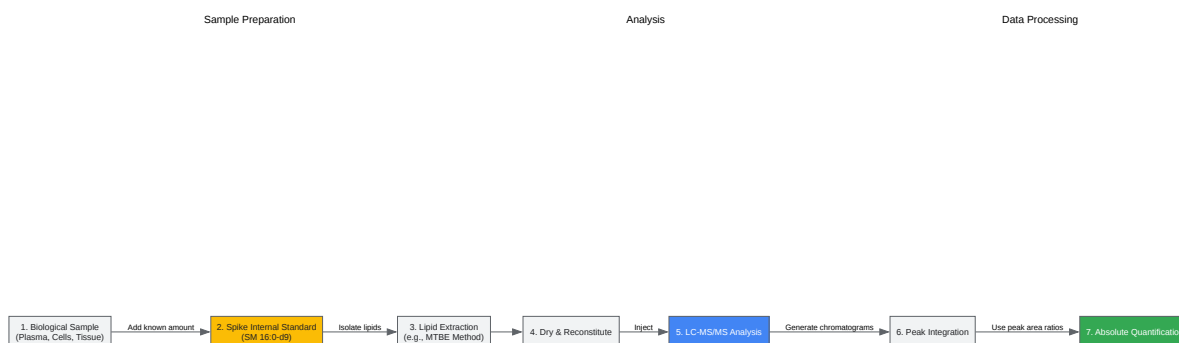 Sample Preparation
Analysis
Data Processing
1. Biological Sample
(Plasma, Cells, Tissue)
Add known amount
2. Spike Internal Standard
(SM 16:0-d9)
Isolate lipids
3. Lipid Extraction
(e.g., MTBE Method)
4. Dry & Reconstitute
Inject
5. LC-MS/MS Analysis
Generate chromatograms
6. Peak Integration
Use peak area ratios
7. Absolute Quantificatio